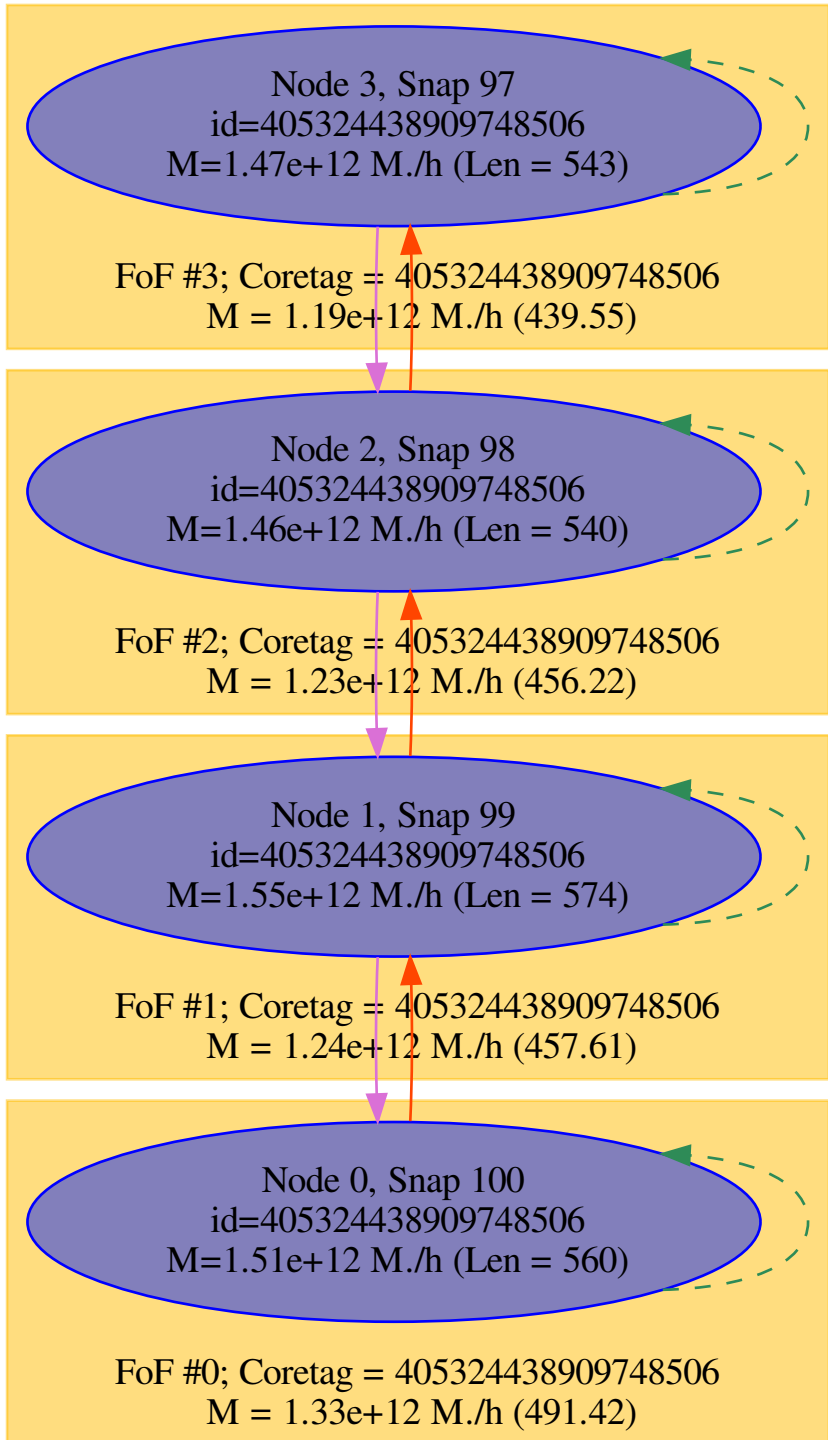 Node 3, Snap 97
id=405324438909748506
M=1.47e+12 M./h (Len = 543)
FoF #3; Coretag = 405324438909748506
M = 1.19e+12 M./h (439.55)
Node 2, Snap 98
id=405324438909748506
M=1.46e+12 M./h (Len = 540)
FoF #2; Coretag = 405324438909748506
M = 1.23e+12 M./h (456.22)
Node 1, Snap 99
id=405324438909748506
M=1.55e+12 M./h (Len = 574)
FoF #1; Coretag = 405324438909748506
M = 1.24e+12 M./h (457.61)
Node 0, Snap 100
id=405324438909748506
M=1.51e+12 M./h (Len = 560)
FoF #0; Coretag = 405324438909748506
M = 1.33e+12 M./h (491.42)